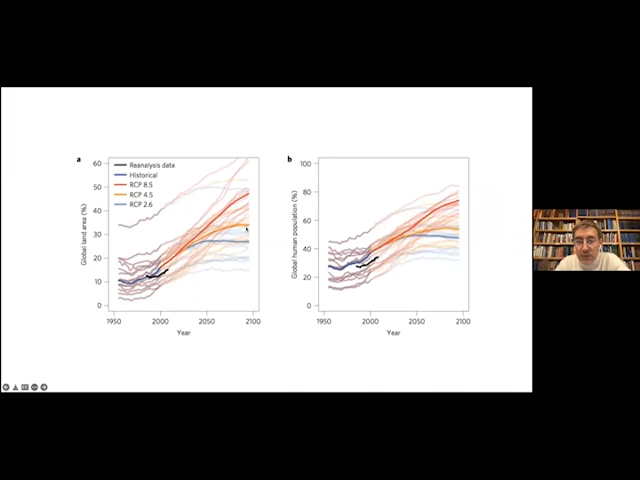 a
60
50
40
30
20
10
0
Global land area (%)
Reanalysis data
Historical
RCP 8.5
RCP 4.5
RCP 2.6
1950 2000 2050 2100
Year
b
100
80
60
40
20
0
Global human population (%)
1950 2000 2050 2100
Year